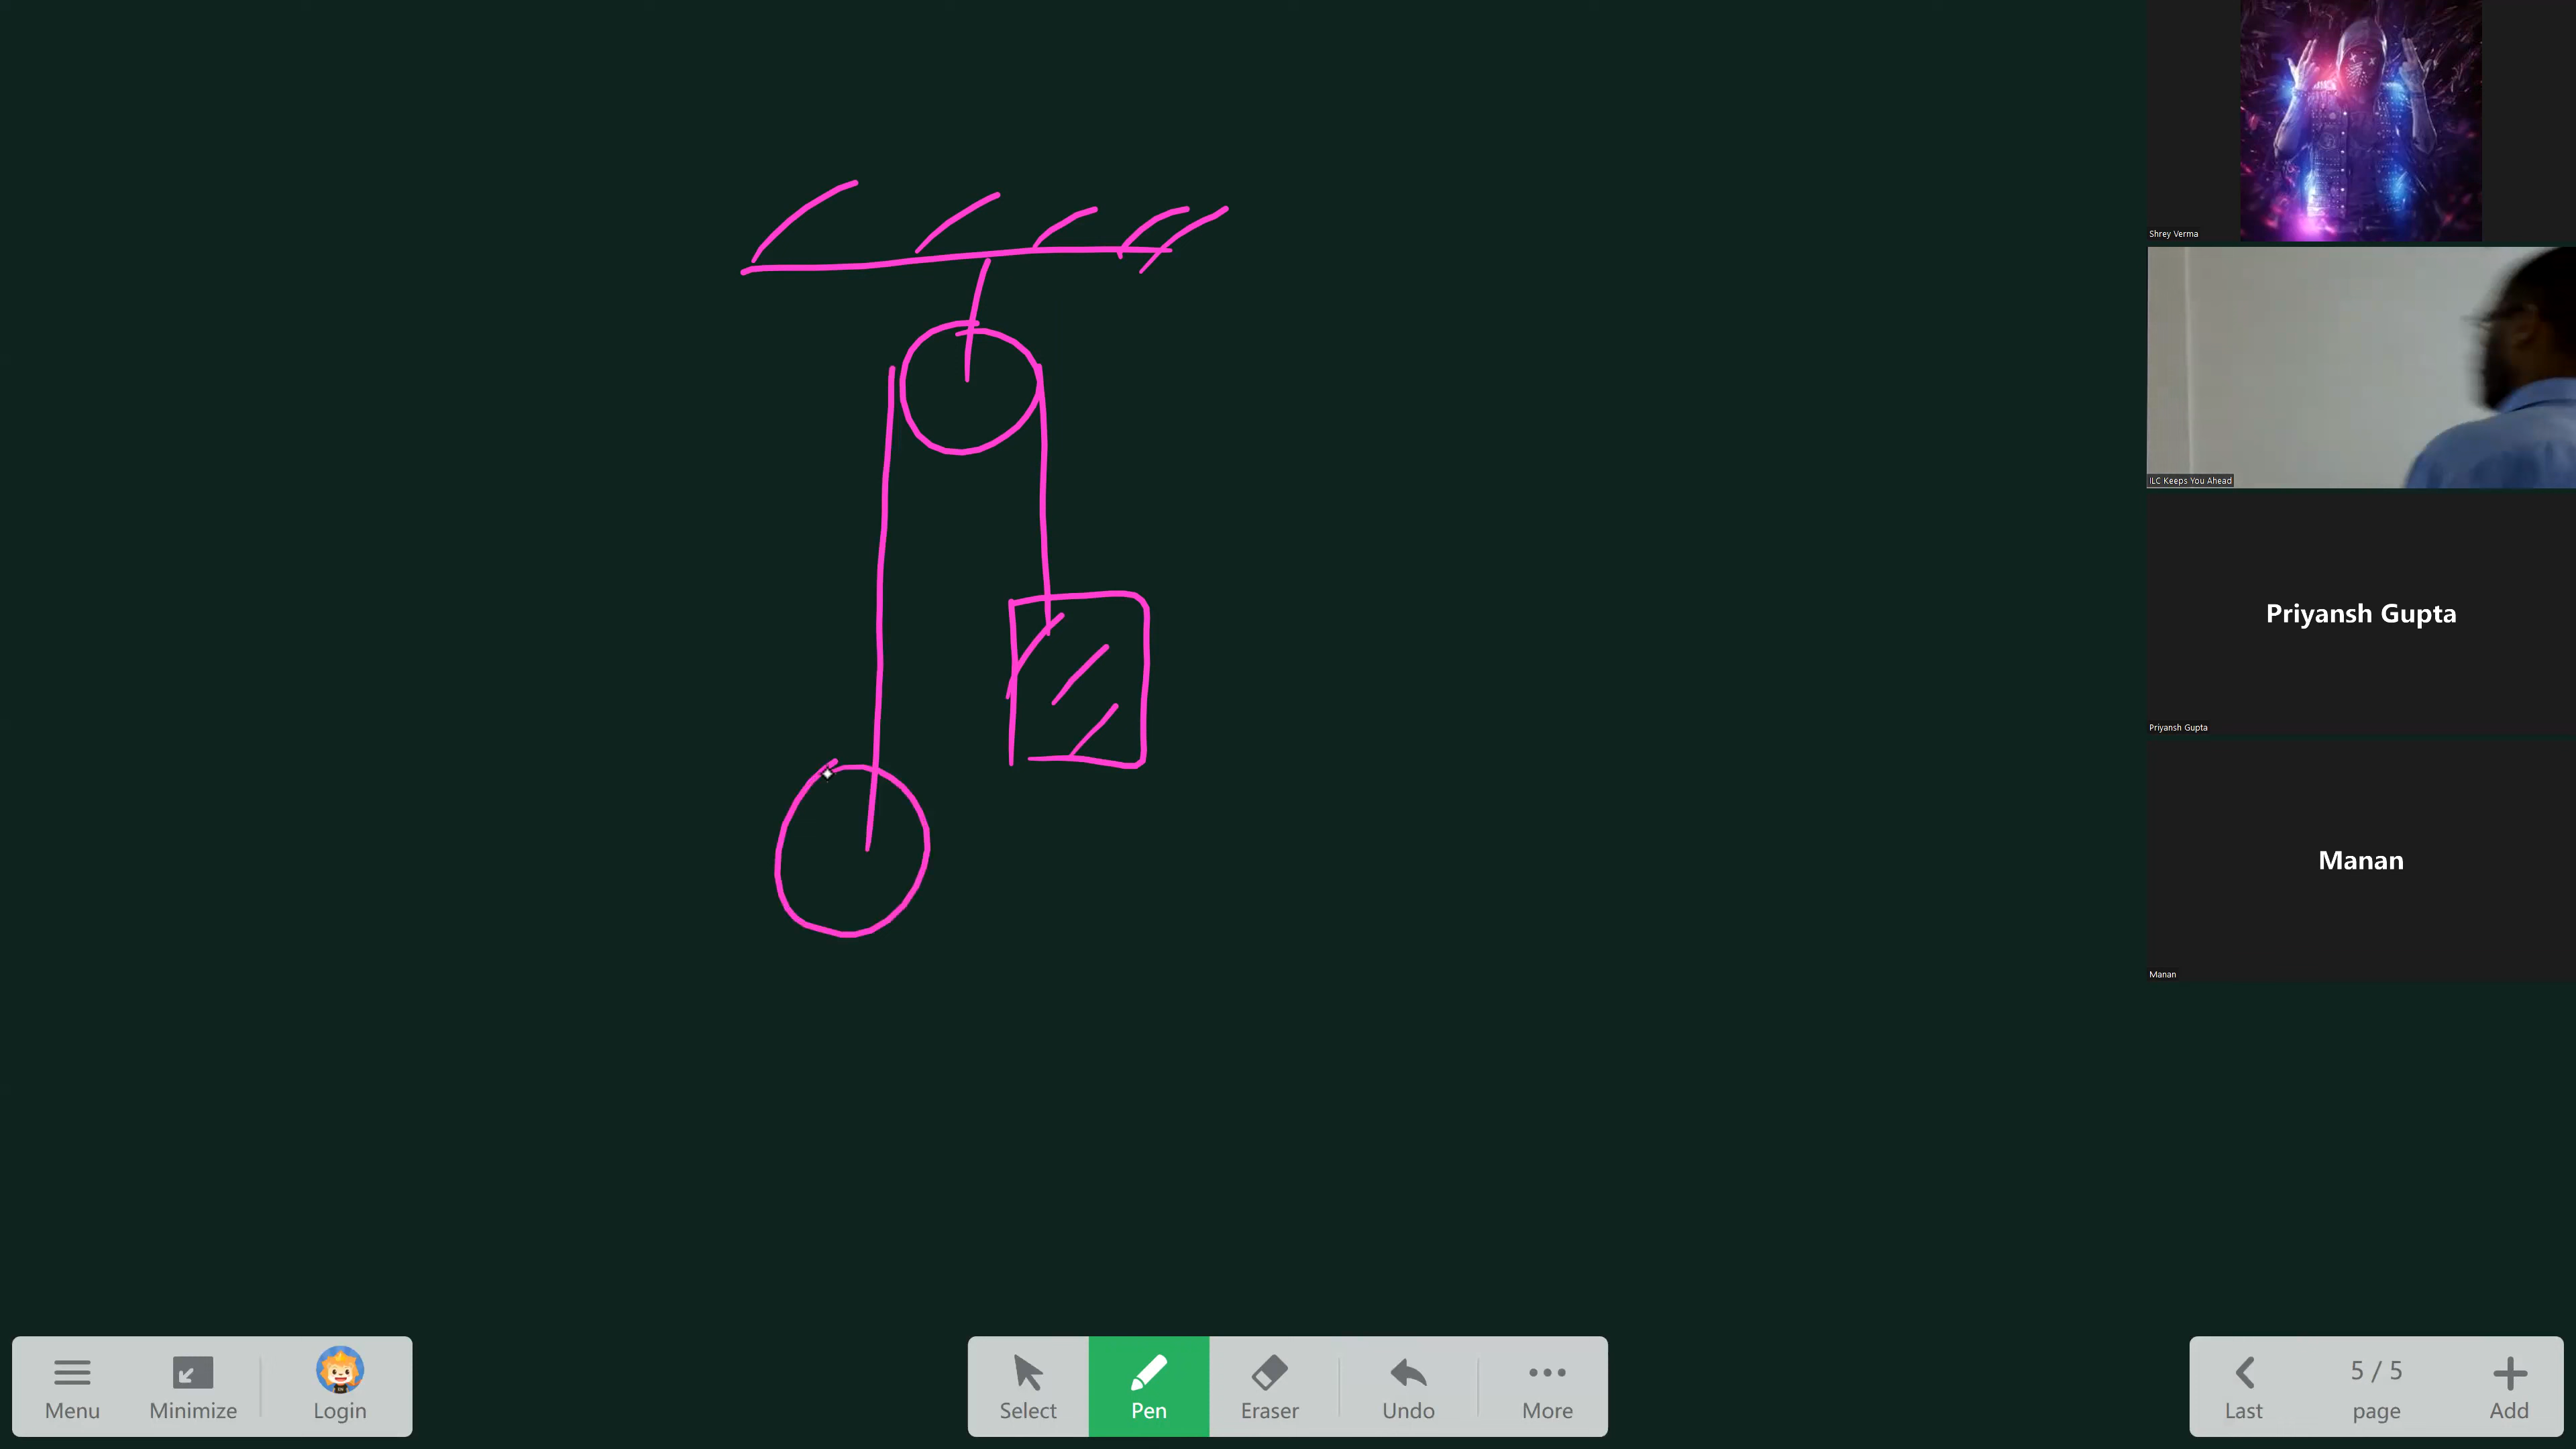 Shrey Verma
ILC Keeps You Ahead
Priyansh Gupta
Priyansh Gupta
Manan
Manan
Menu
Minimize
Login
Select
Pen
Eraser
Undo
More
Last
5 / 5
page
Add